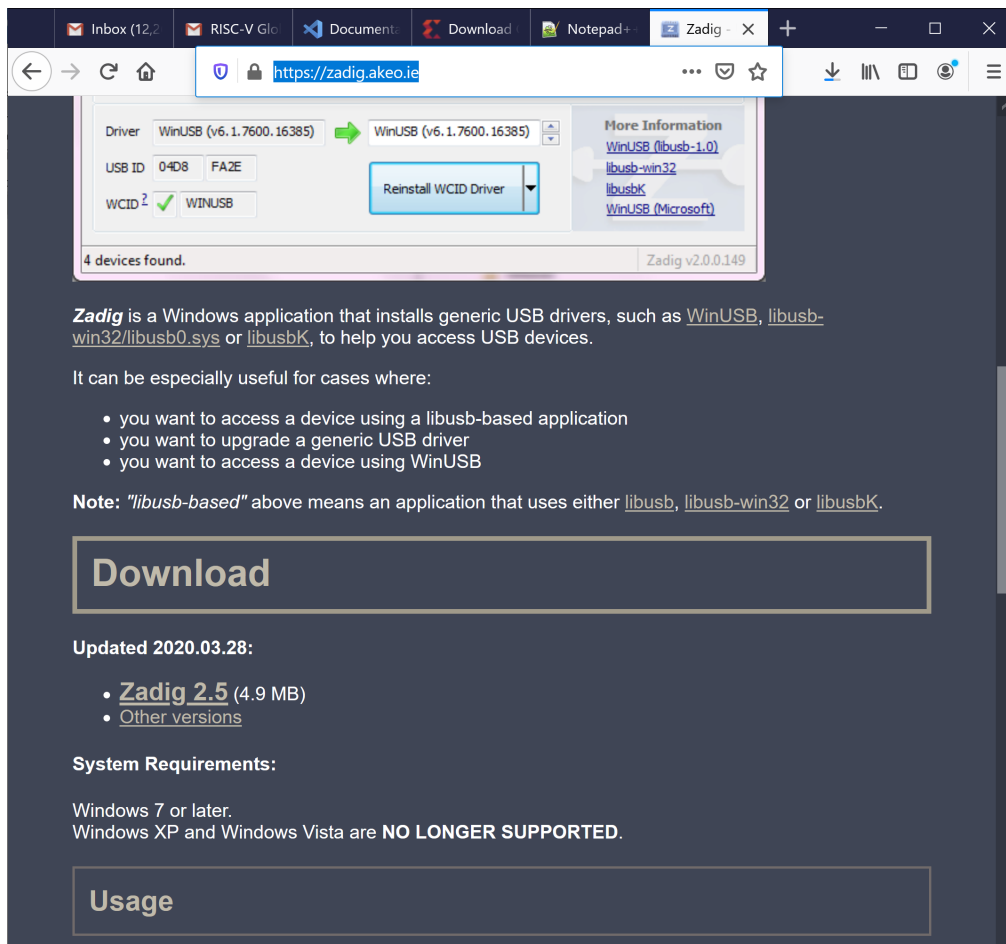 Inbox (12,2
RISC-V Glo
Documenta
Download
Notepad+
Zadig -
https://zadig.akeo.ie
Driver WinUSB (v6.1.7600.16385) WinUSB (v6.1.7600.16385)
More Information
WinUSB (libusb-1.0)
USB ID 04D8 FA2E
libusb-win32
Reinstall WCID Driver
libusbK
WCID ? WINUSB
WinUSB (Microsoft)
4 devices found.
Zadig v2.0.0.149
Zadig is a Windows application that installs generic USB drivers, such as WinUSB, libusb-
win32/libusb0.sys or libusbK, to help you access USB devices.
It can be especially useful for cases where:
• you want to access a device using a libusb-based application
• you want to upgrade a generic USB driver
• you want to access a device using WinUSB
Note: "libusb-based" above means an application that uses either libusb, libusb-win32 or libusbK.
Download
Updated 2020.03.28:
• Zadig 2.5 (4.9 MB)
• Other versions
System Requirements:
Windows 7 or later.
Windows XP and Windows Vista are NO LONGER SUPPORTED.
Usage